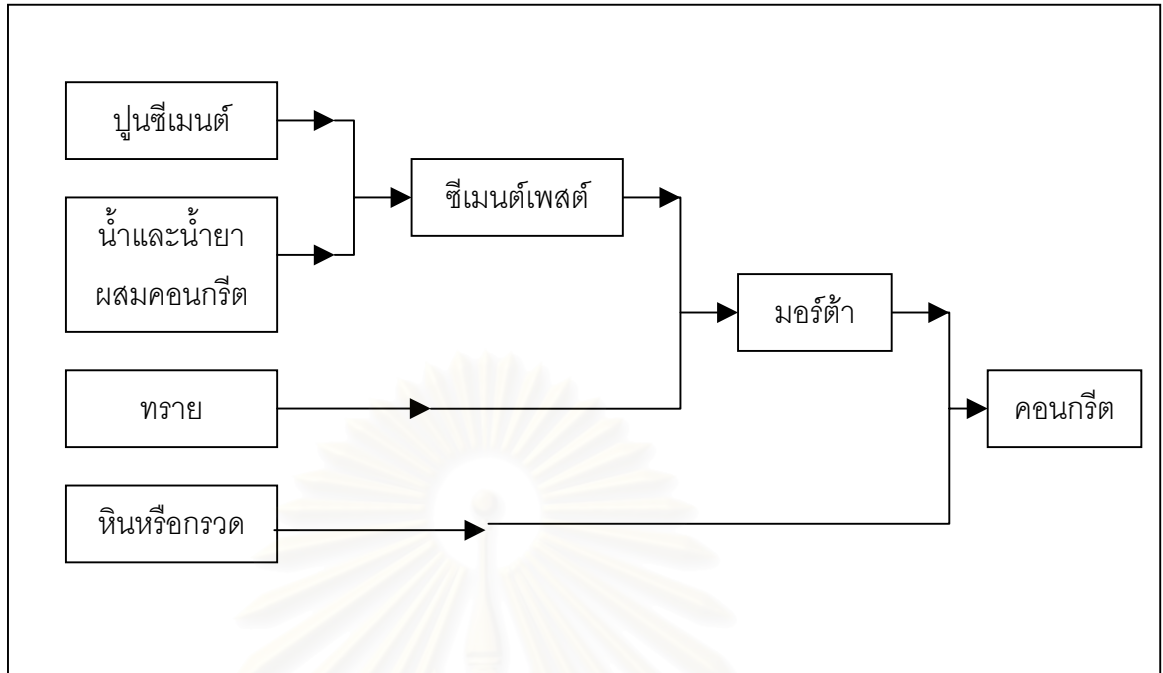 ปูนซีเมนต์
น้ำและน้ำยา
ผสมคอนกรีต
ซีเมนต์เพสต์
มอร์ต้า
ทราย
คอนกรีต
หินหรือกรวด